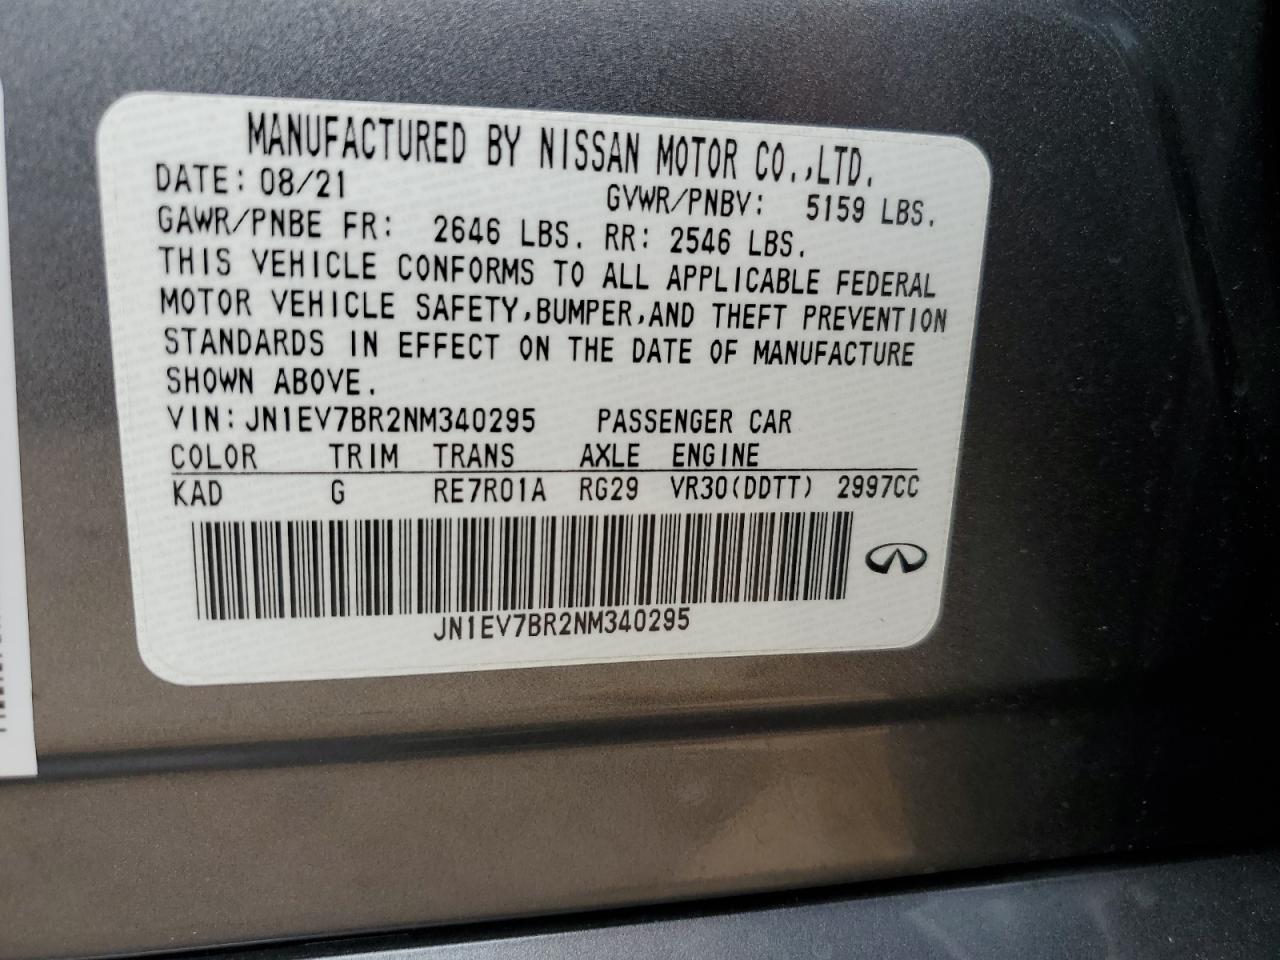 MANUFACTURED BY NISSAN MOTOR CO.,LTD.
DATE: 08/21 GVWR/PNBV: 5159 LBS.
GAWR/PNBE FR: 2646 LBS. RR: 2546 LBS.
THIS VEHICLE CONFORMS TO ALL APPLICABLE FEDERAL
MOTOR VEHICLE SAFETY,BUMPER,AND THEFT PREVENTION
STANDARDS IN EFFECT ON THE DATE OF MANUFACTURE
SHOWN ABOVE.
VIN:JN1EV7BR2NM340295 PASSENGER CAR
COLOR TRIM TRANS AXLE ENGINE
KAD G RE7R01A RG29 VR30(DDTT) 2997CC
JN1EV7BR2NM340295